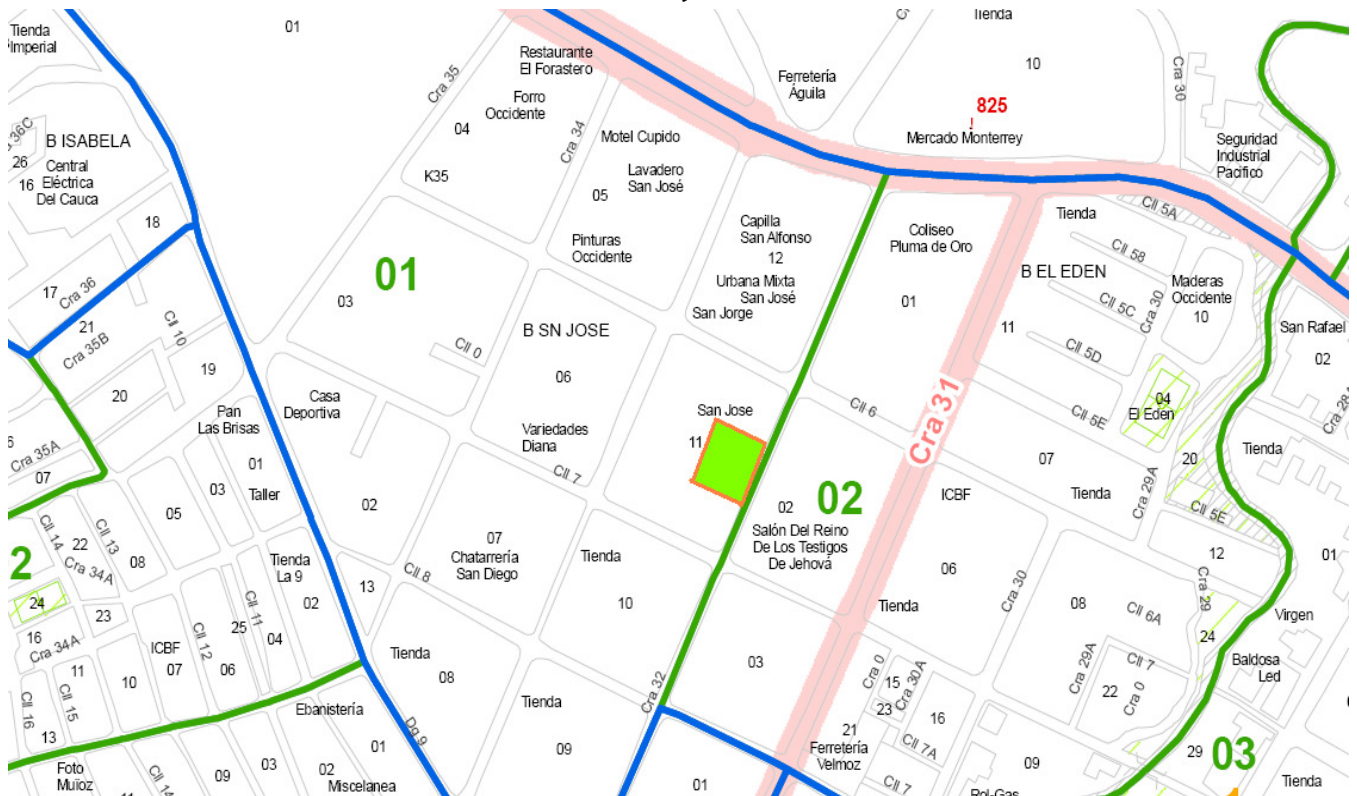 Tienda
Imperial
01
Cra 35
Restaurante
El Forastero
Forro
Occidente
04
K35
Cra 34
Motel Cupido
Lavadero
San José
05
Pinturas
Occidente
Ferretería
Águila
Tienda
10
825
Mercado Monterrey
Cra 30
Seguridad
Industrial
Pacifico
36C
26
16
B ISABELA
Central
Eléctrica
Del Cauca
18
17
Cra 36
21
Cra 35B
Cll 10
19
20
01
03
Capilla
San Alfonso
12
Urbana Mixta
San José
San Jorge
Coliseo
Pluma de Oro
01
Tienda
Cll 5A
Cll 58
B EL EDEN
Cll 5C
Cra 30
Maderas
Occidente
10
11
Cll 5D
San Rafael
02
Cra 28A
04
El Eden
Cll 5E
B SN JOSE
Cll 0
06
Casa
Deportiva
Pan
Las Brisas
Variedades
Diana
San Jose
11
Cll 6
Cra 31
07
Tienda
Cra 29A
20
Tienda
6
Cra 35A
07
01
Taller
03
05
02
Cll 7
02
02
Salón Del Reino
De Los Testigos
De Jehová
ICBF
Cll 5E
12
01
2
Cll 14
22
Cll 13
08
Cra 34A
Tienda
La 9
02
13
Cll 8
07
Chatarrería
San Diego
Tienda
10
06
Tienda
Cra 30
08
Cll 6A
Cra 29
24
Virgen
24
23
16
Cra 34A
11
ICBF
07
10
Cll 12
25
Cll 11
06
04
Cll 16
Cll 15
13
Tienda
08
Tienda
09
Cra 32
03
Cra 0
15
Cra 30A
23
16
21
Ferretería
Velmoz
Cll 7A
Cll 7
Cra 29A
Cll 7
22
Cra 0
Baldosa
Led
29
03
09
Rol-Gas
Tienda
Ebanistería
Dg 9
01
Foto
Muïoz
11
Cll 14
09
03
02
Miscelanea
01